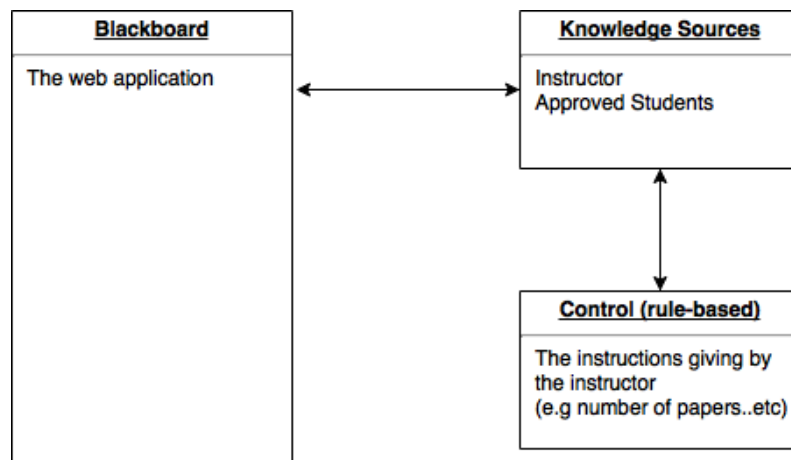 Blackboard
The web application
Knowledge Sources
Instructor
Approved Students
Control (rule-based)
The instructions giving by
the instructor
(e.g number of papers..etc)